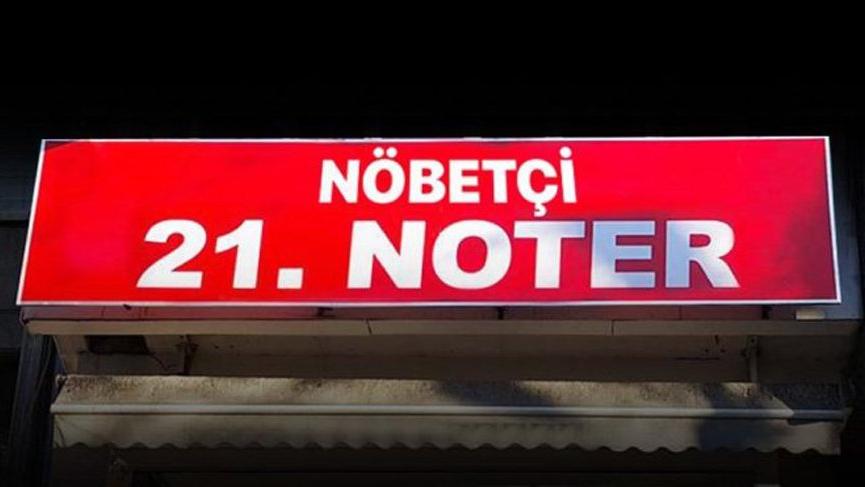 NÖBETÇİ
21. NOTER